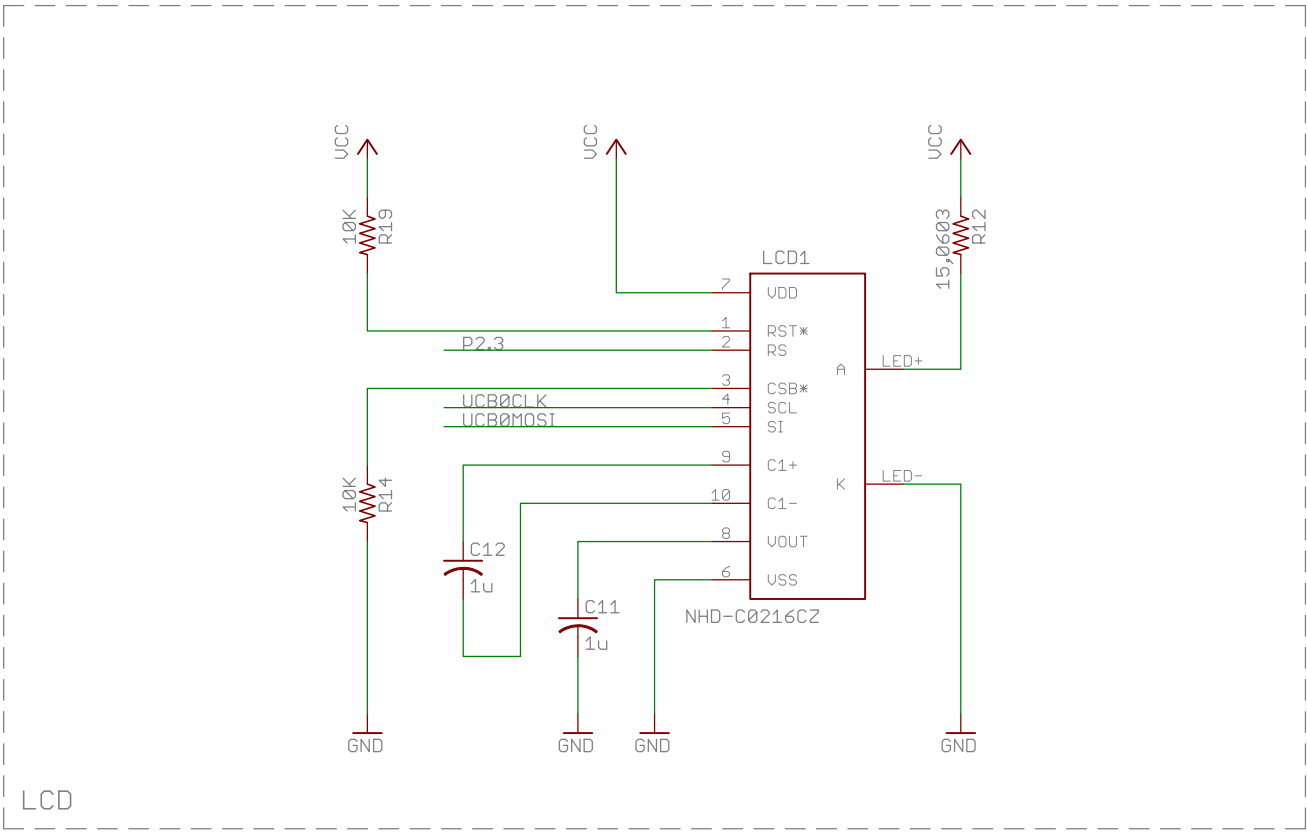 VCC
VCC
VCC
10K
R19
15,0603
R12
LCD1
7
VDD
1
RST*
P2.3
2
RS
LED+
A
3
CSB*
UCB0CLK
4
SCL
UCB0MOSI
5
SI
9
C1+
LED-
K
10K
R14
10
C1-
8
VOUT
C12
1u
6
VSS
C11
1u
NHD-C0216CZ
GND
GND
GND
GND
LCD